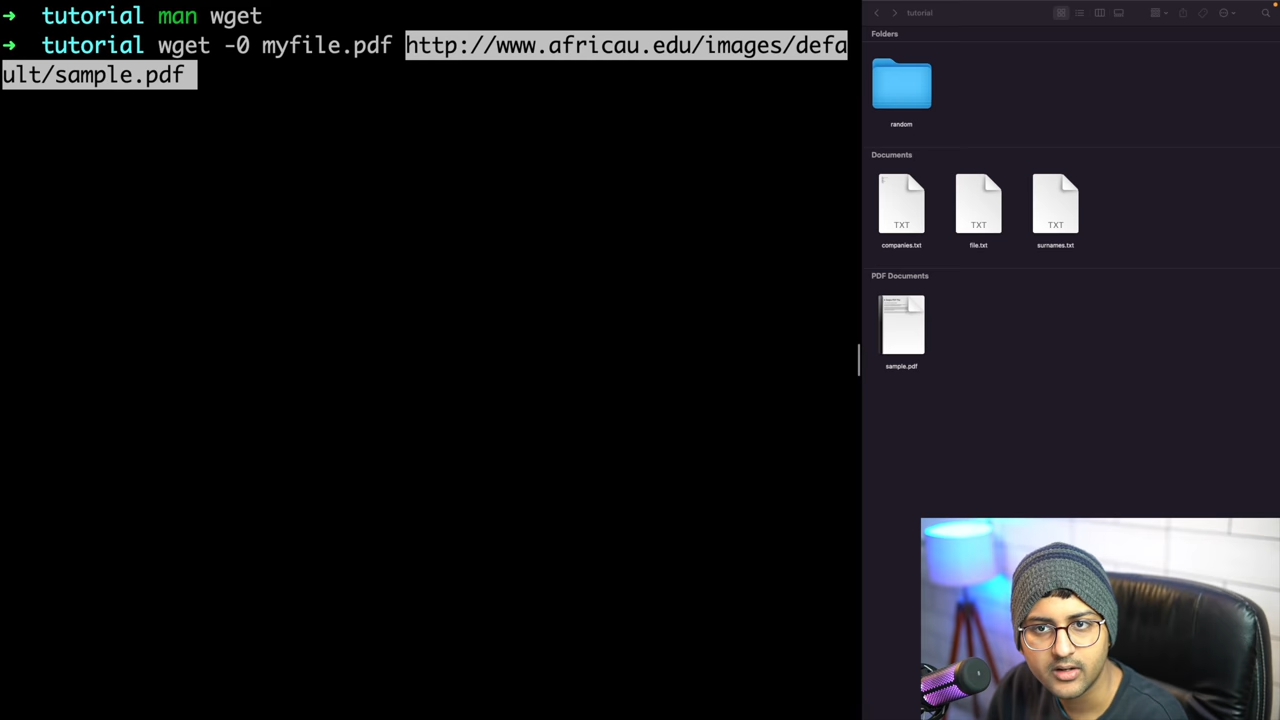 ➜ tutorial man wget
➜ tutorial wget -O myfile.pdf http://www.africau.edu/images/defa
ult/sample.pdf
tutorial
Folders
random
Documents
TXT
TXT
TXT
companies.txt
file.txt
surnames.txt
PDF Documents
sample.pdf